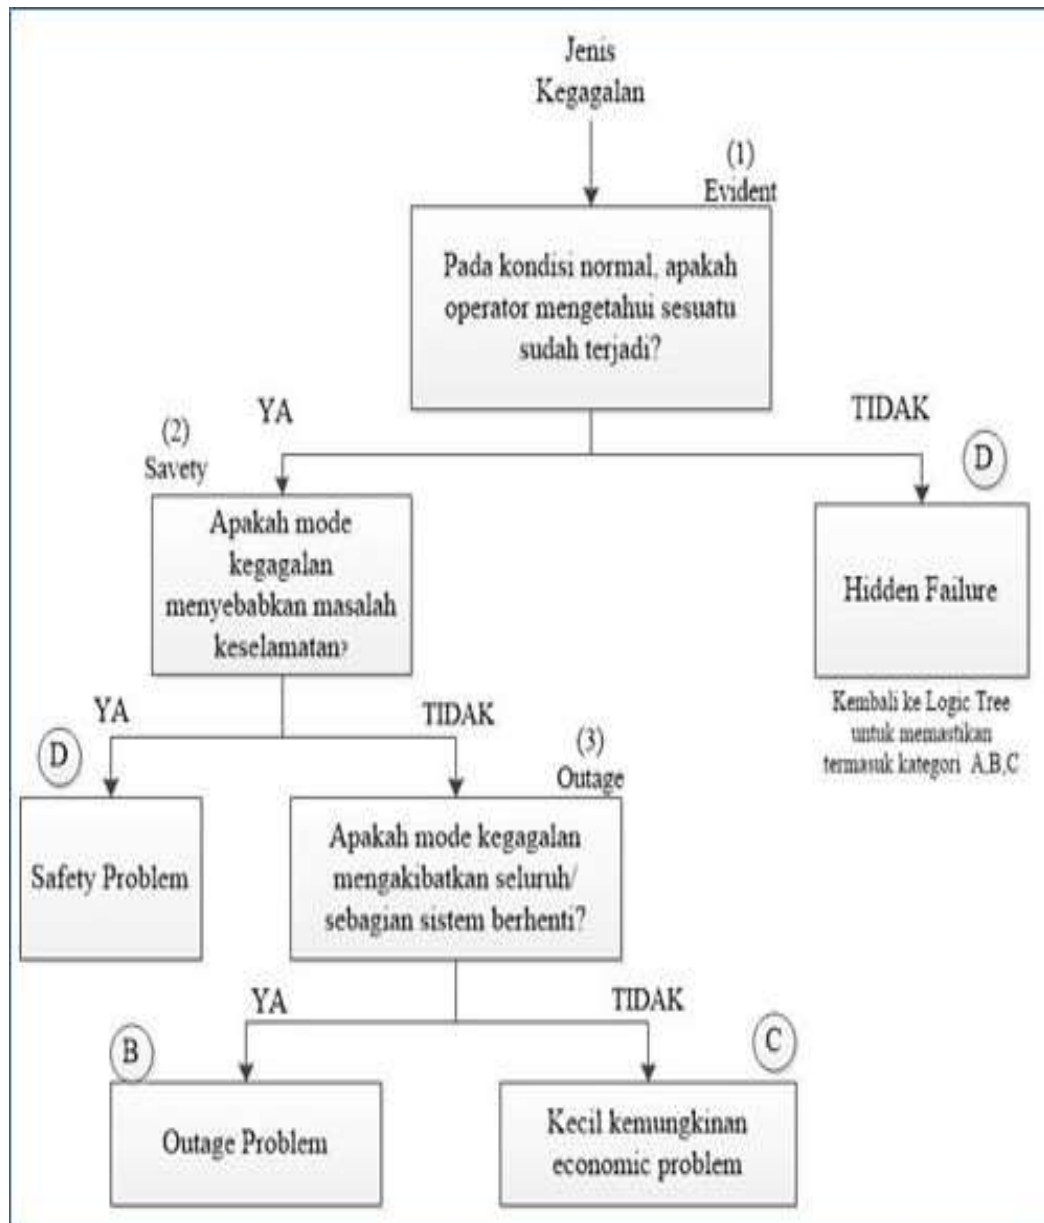 Jenis
Kegagalan
(1)
Evident
Pada kondisi normal, apakah
operator mengetahui sesuatu
sudah terjadi?
YA
TIDAK
(2)
Savety
D
Apakah mode
kegagalan
menyebabkan masalah
keselamatan?
Hidden Failure
Kembali ke Logic Tree
untuk memastikan
termasuk kategori A,B,C
YA
TIDAK
D
(3)
Outage
Safety Problem
Apakah mode kegagalan
mengakibatkan seluruh/
sebagian sistem berhenti?
YA
TIDAK
B
C
Outage Problem
Kecil kemungkinan
economic problem